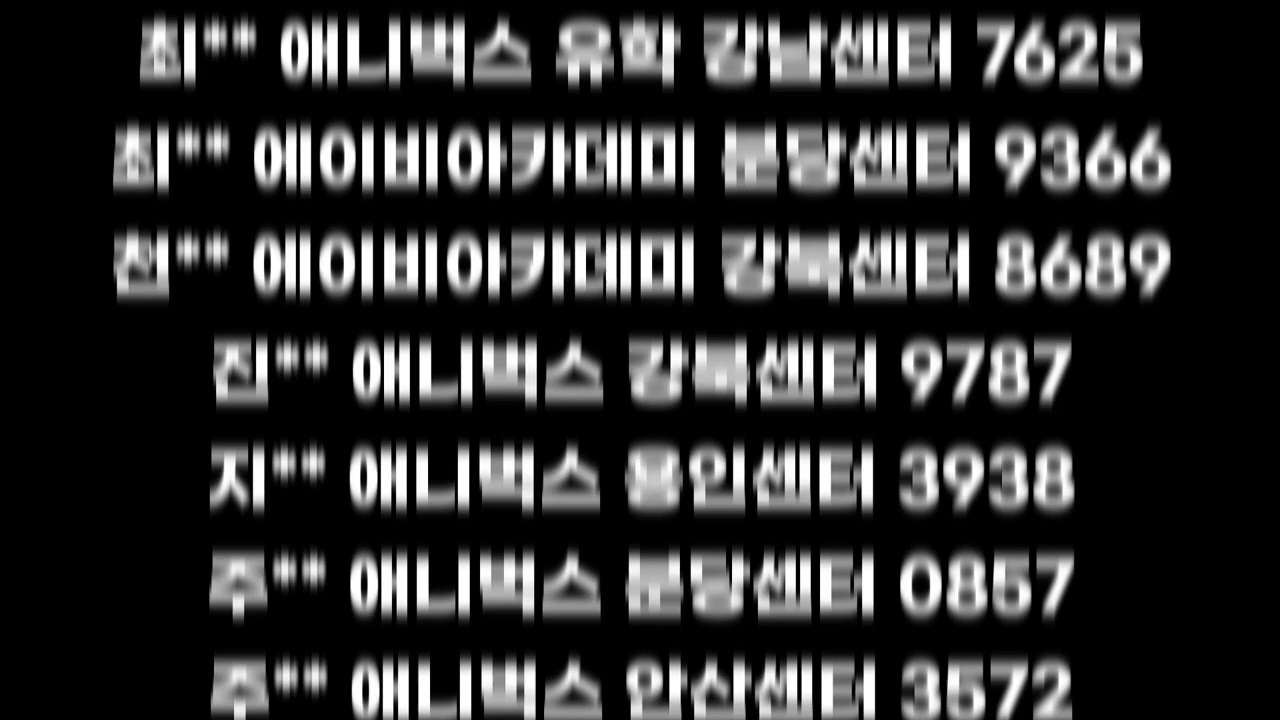 최** 애니벅스 유학 강남센터 7625
최** 에이비아카데미 분당센터 9366
천** 에이비아카데미 강북센터 8689
진** 애니벅스 강북센터 9787
지** 애니벅스 용인센터 3938
주** 애니벅스 분당센터 0857
주** 애니벅스 안산센터 3572